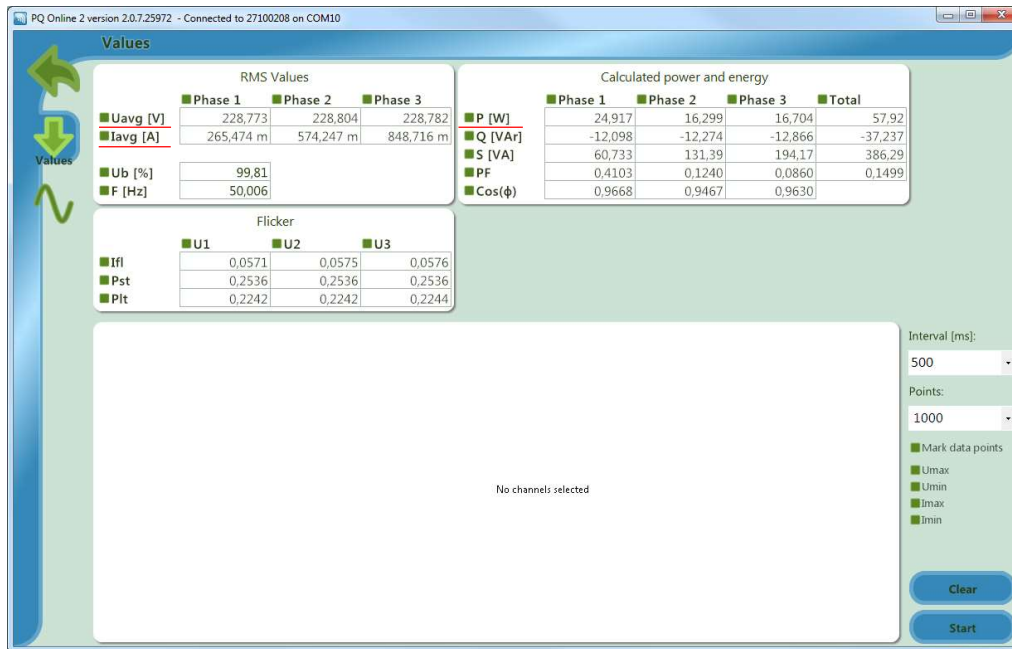 PQ Online 2 version 2.0.7.25972 - Connected to 27100208 on COM10
Values
RMS Values
Phase 1 Phase 2 Phase 3
Uavg [V] 228,773 228,804 228,782
Iavg [A] 265,474 m 574,247 m 848,716 m
Ub [%] 99,81
F [Hz] 50,006
Calculated power and energy
Phase 1 Phase 2 Phase 3 Total
P [W] 24,917 16,299 16,704 57,92
Q [VAr] -12,098 -12,274 -12,866 -37,237
S [VA] 60,733 131,39 194,17 386,29
PF 0,4103 0,1240 0,0860 0,1499
Cos(ϕ) 0,9668 0,9467 0,9630
Values
Flicker
U1 U2 U3
Ifl 0,0571 0,0575 0,0576
Pst 0,2536 0,2536 0,2536
Plt 0,2242 0,2242 0,2244
No channels selected
Interval [ms]:
500
Points:
1000
Mark data points
Umax
Umin
Imax
Imin
Clear
Start